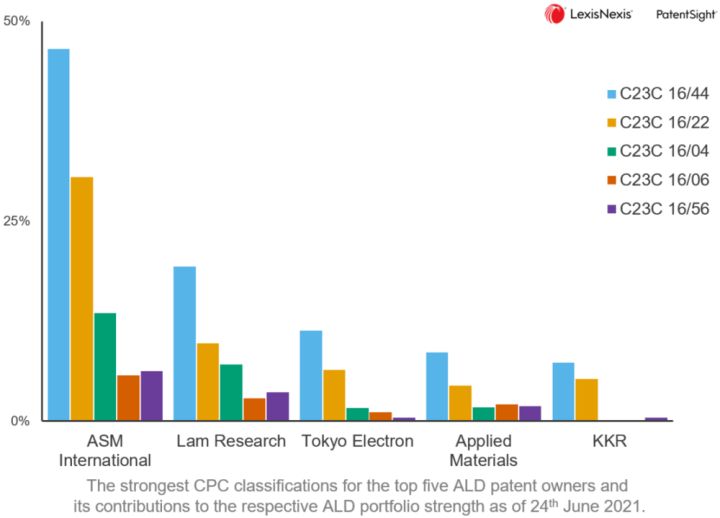 50%
LexisNexis® PatentSight®
C23C 16/44
C23C 16/22
C23C 16/04
C23C 16/06
C23C 16/56
25%
0%
ASM International
Lam Research
Tokyo Electron
Applied Materials
KKR
The strongest CPC classifications for the top five ALD patent owners and
its contributions to the respective ALD portfolio strength as of 24th June 2021.